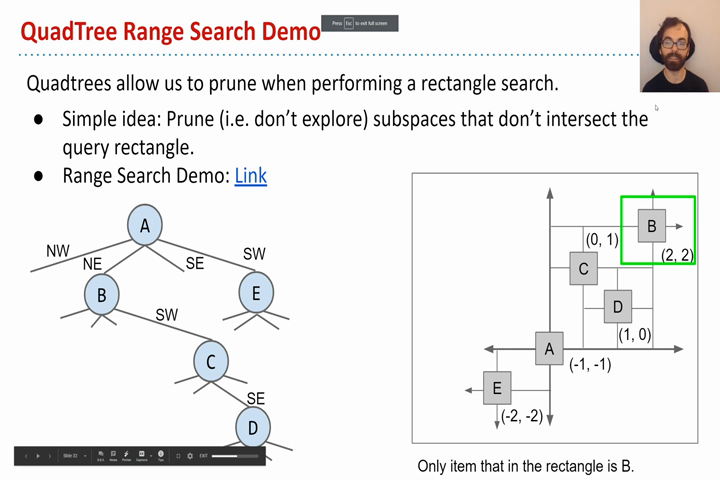 QuadTree Range Search Demo
Press Esc to exit full screen
Quadtrees allow us to prune when performing a rectangle search.
● Simple idea: Prune (i.e. don't explore) subspaces that don't intersect the
query rectangle.
● Range Search Demo: Link
A
NW
NE
SE
SW
B
E
SW
C
SE
D
B
(0, 1)
(2, 2)
C
D
(1, 0)
A
(-1, -1)
E
(-2, -2)
Slide 32
EXIT
Only item that in the rectangle is B.